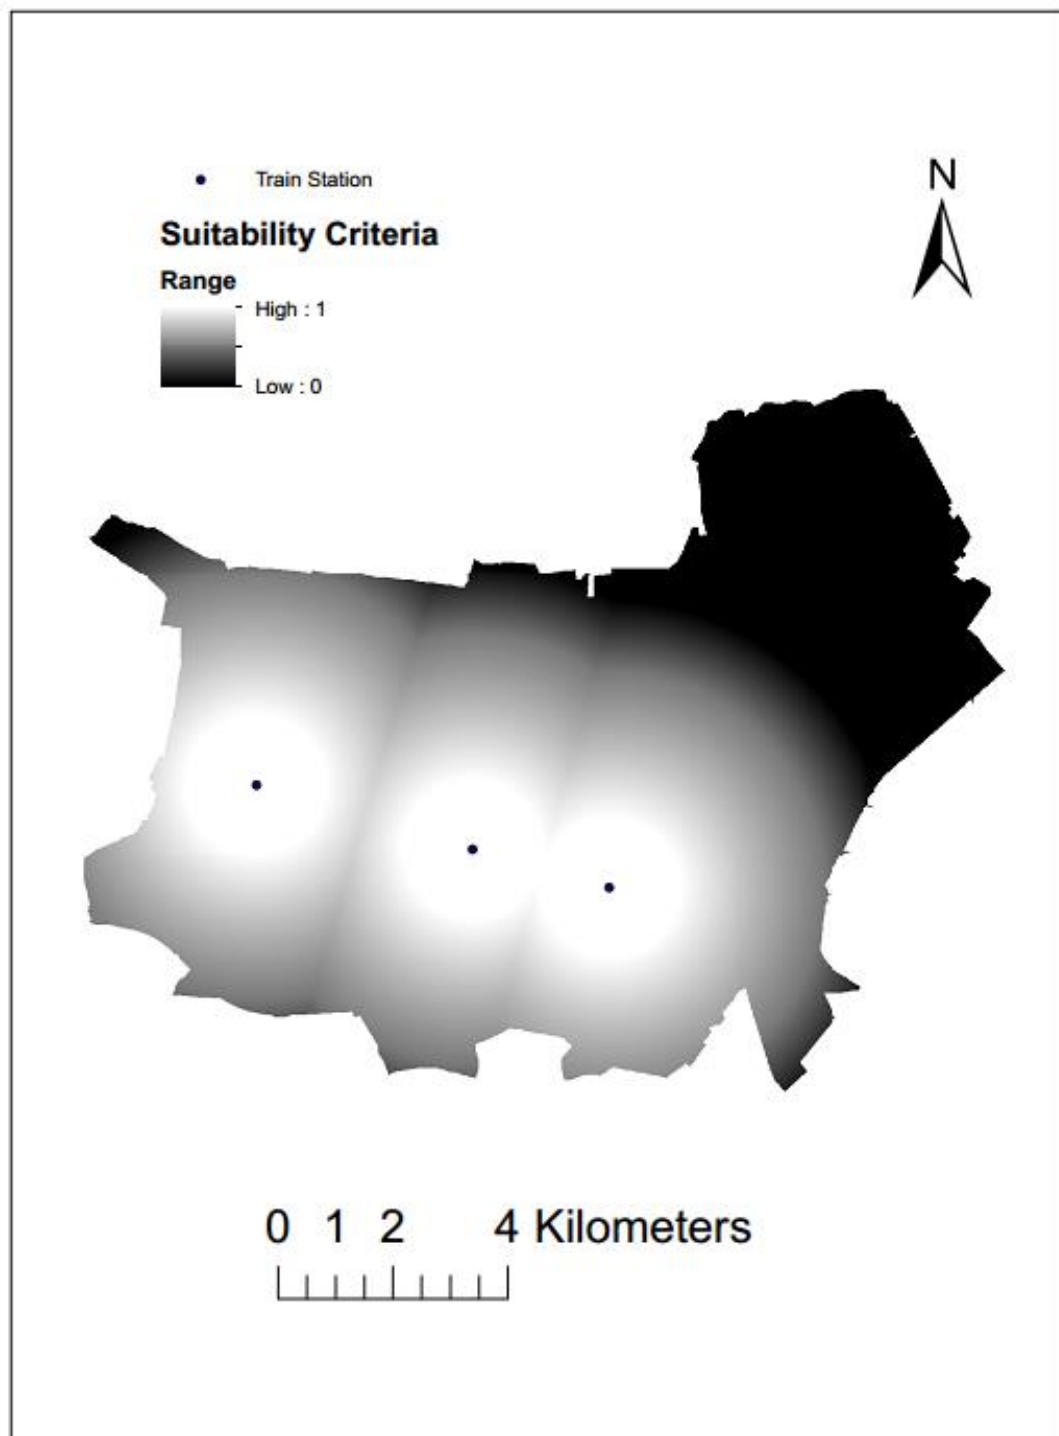 Train Station
N
Suitability Criteria
Range
High : 1
Low : 0
0 1 2 4 Kilometers